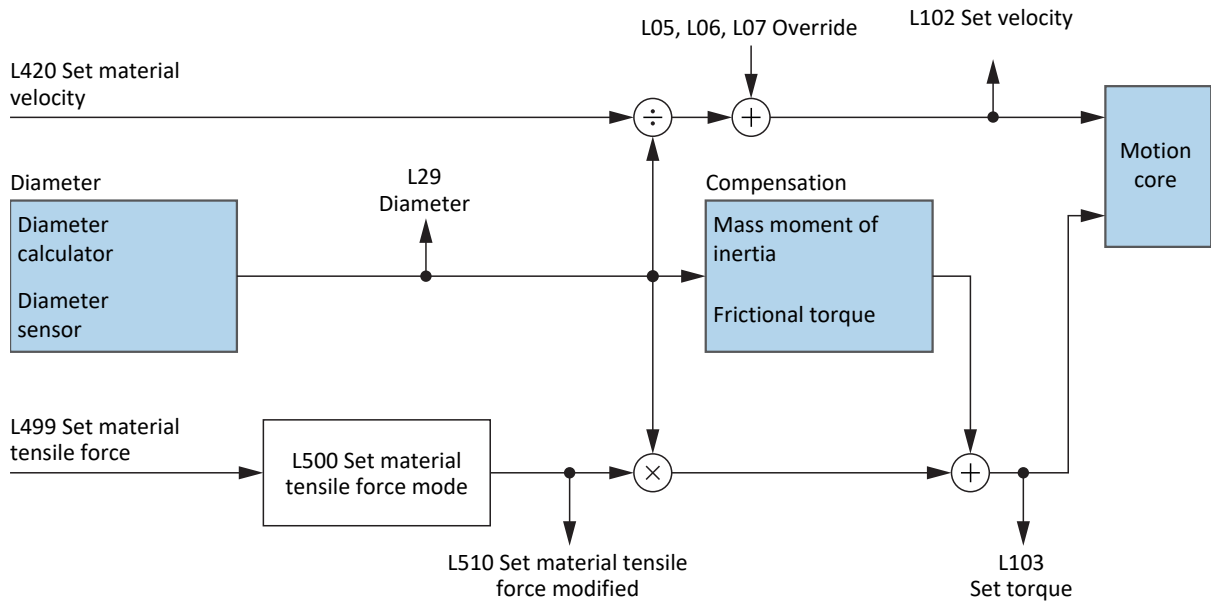 L05, L06, L07 Override
L102 Set velocity
L420 Set material
velocity
÷
+
Motion
core
Diameter
Diameter
calculator
Diameter
sensor
L29
Diameter
Compensation
Mass moment of
inertia
Frictional torque
L499 Set material
tensile force
L500 Set material
tensile force mode
×
+
L510 Set material tensile
force modified
L103
Set torque